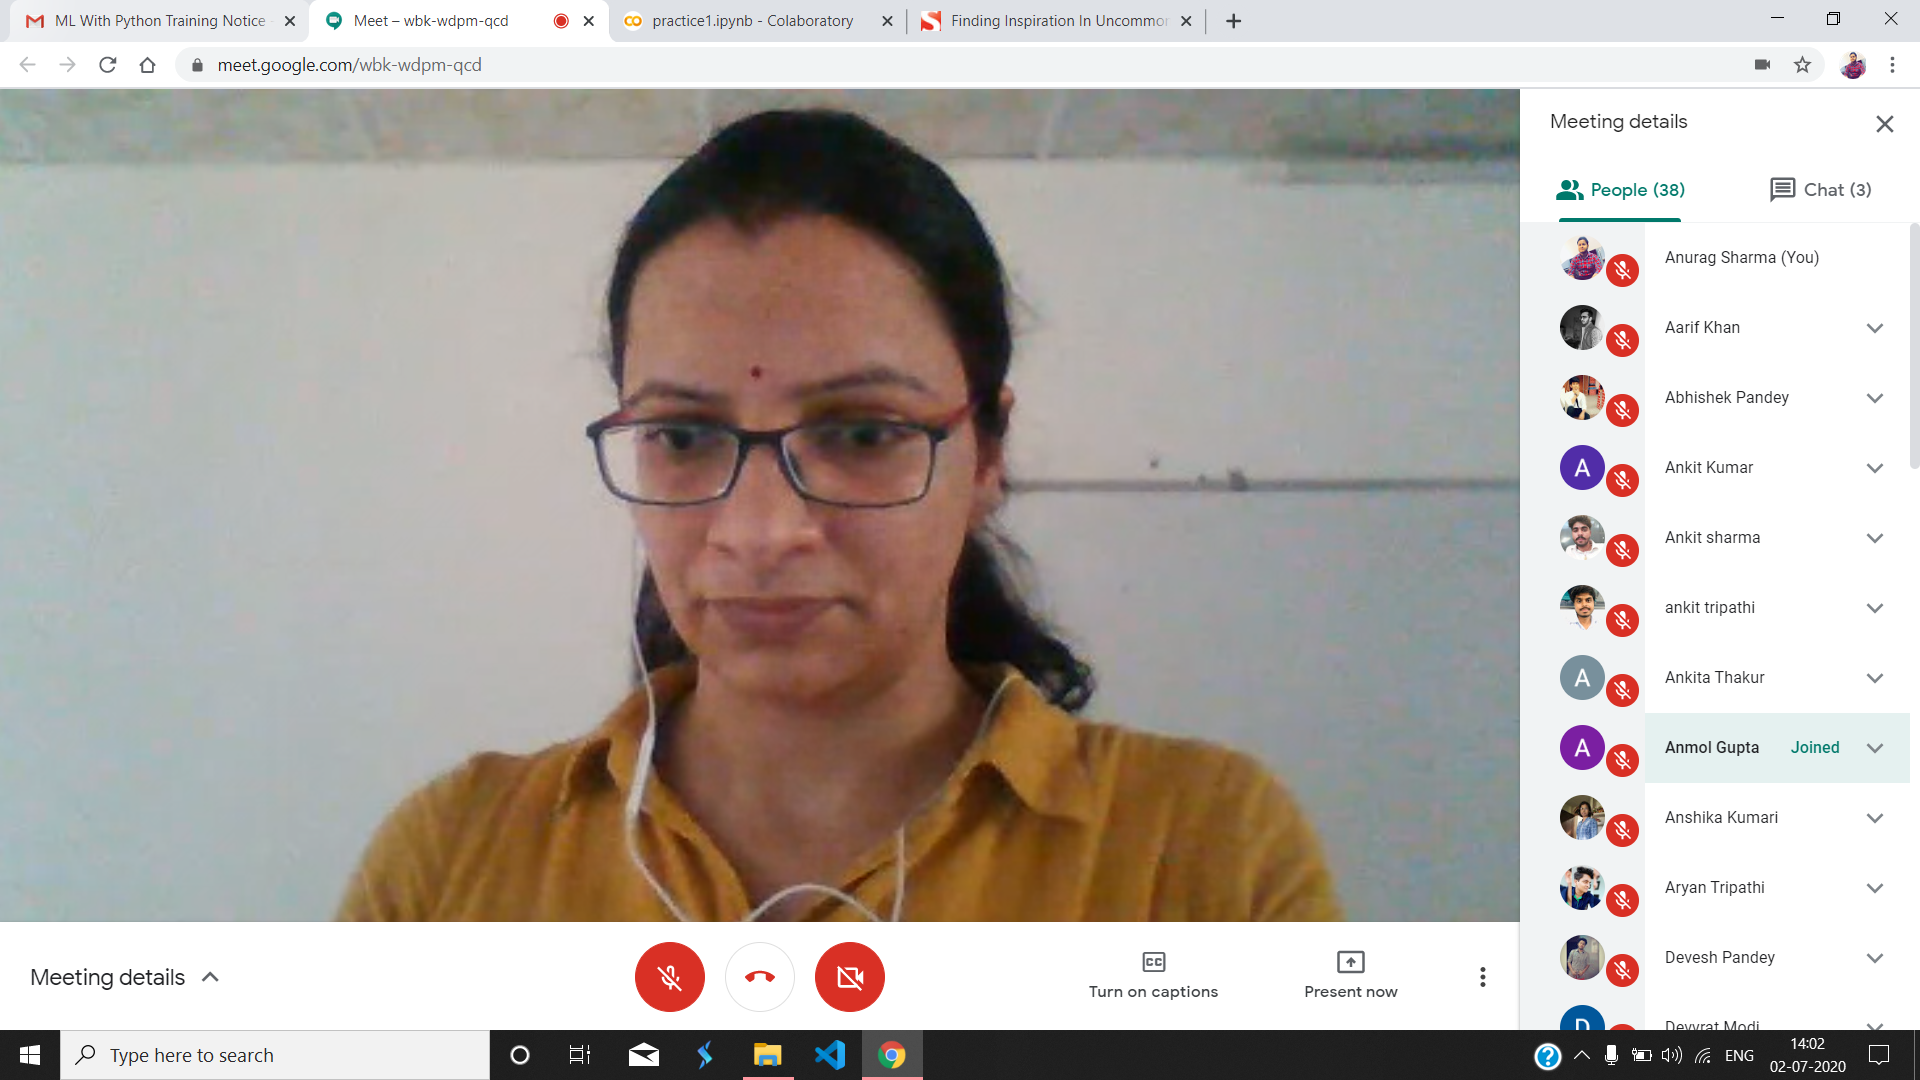 ML With Python Training Notice
Meet – wbk-wdpm-qcd
practice1.ipynb - Colaboratory
Finding Inspiration In Uncommon
meet.google.com/wbk-wdpm-qcd
Meeting details
People (38)
Chat (3)
Anurag Sharma (You)
Aarif Khan
Abhishek Pandey
A
Ankit Kumar
Ankit sharma
ankit tripathi
A
Ankita Thakur
A
Anmol Gupta Joined
Anshika Kumari
Aryan Tripathi
Devesh Pandey
D
Devvrat Modi
Meeting details
CC
Turn on captions
Present now
Type here to search
ENG
14:02
02-07-2020